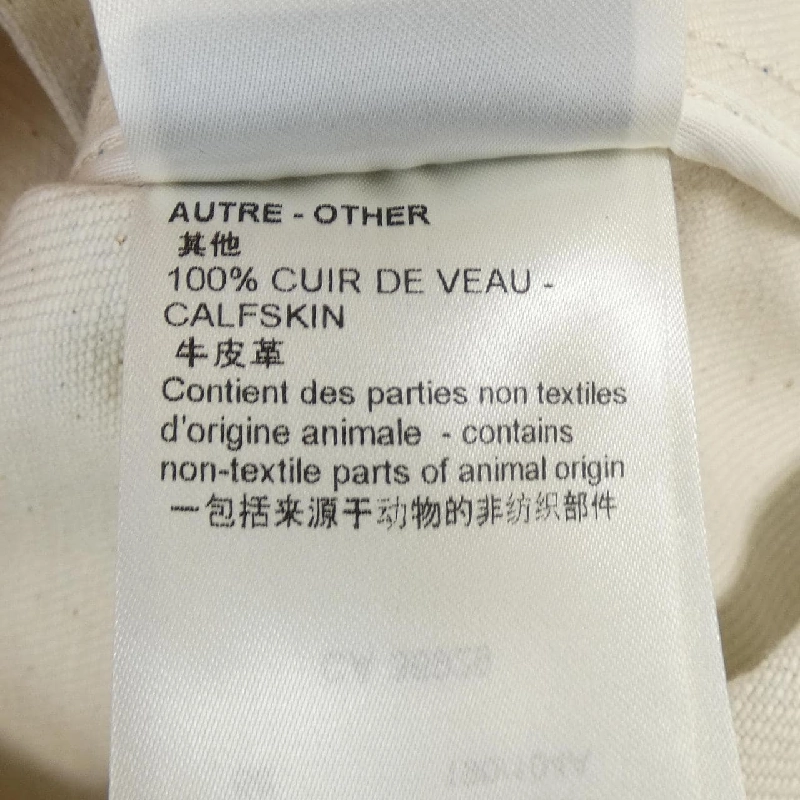 AUTRE - OTHER
其他
100% CUIR DE VEAU -
CALFSKIN
牛皮革
Contient des parties non textiles
d'origine animale - contains
non-textile parts of animal origin
一包括来源于动物的非纺织部件